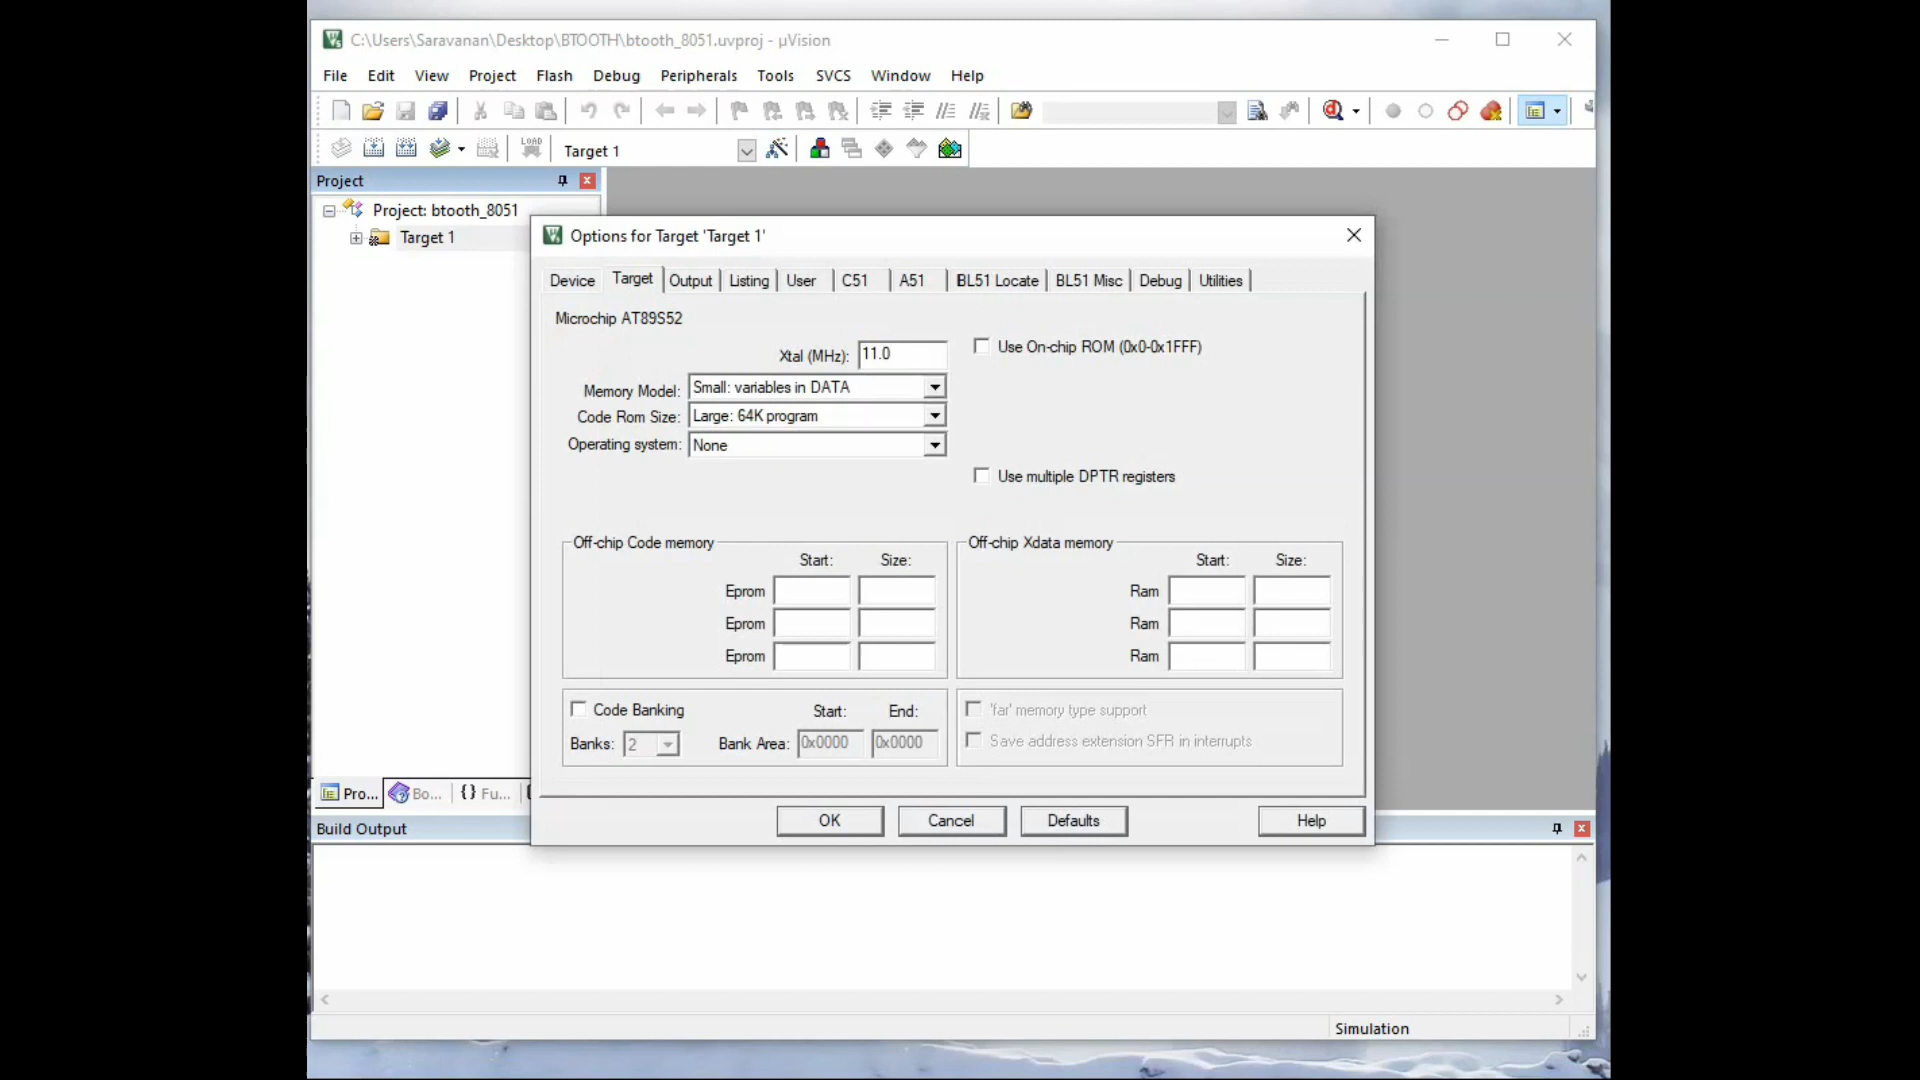 C:\Users\Saravanan\Desktop\BTOOTH\btooth_8051.uvproj - µVision
File Edit View Project Flash Debug Peripherals Tools SVCS Window Help
LOAD Target 1
Project
Project: btooth_8051
Target 1
Options for Target 'Target 1'
Device Target Output Listing User C51 A51 BL51 Locate BL51 Misc Debug Utilities
Microchip AT89S52
Xtal (MHz): 11.0
Use On-chip ROM (0x0-0x1FFF)
Memory Model: Small: variables in DATA
Code Rom Size: Large: 64K program
Operating system: None
Use multiple DPTR registers
Off-chip Code memory
Start: Size:
Eprom
Eprom
Eprom
Off-chip Xdata memory
Start: Size:
Ram
Ram
Ram
Code Banking Start: End:
Banks: 2 Bank Area: 0x0000 0x0000
'far' memory type support
Save address extension SFR in interrupts
Pro... Bo... {} Fu...
OK Cancel Defaults Help
Build Output
Simulation